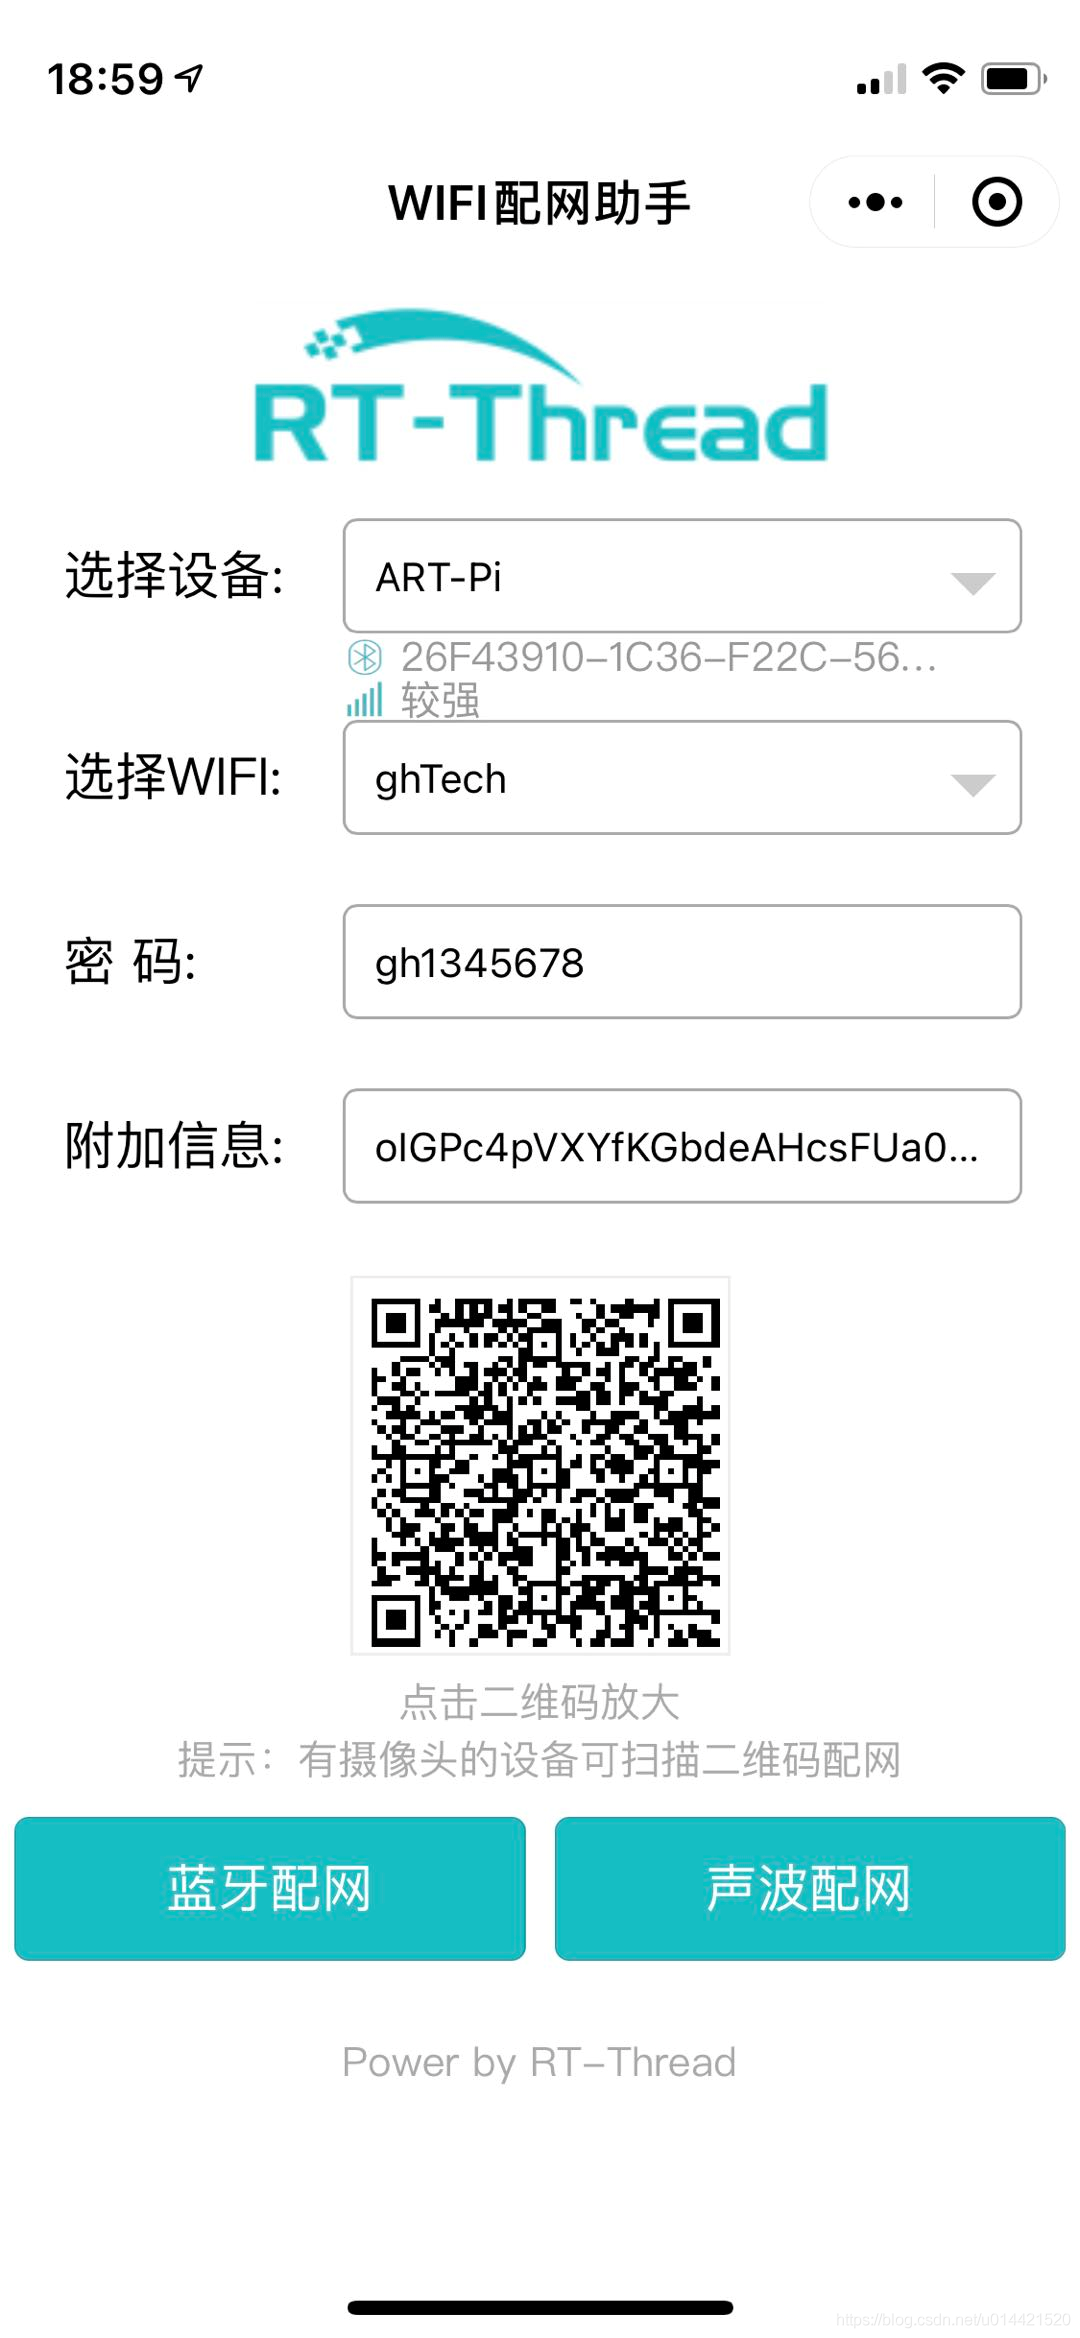 18:59
WIFI配网助手
RT-Thread
选择设备: ART-Pi
26F43910-1C36-F22C-56...
较强
选择WIFI: ghTech
密 码: gh1345678
附加信息: oIGPc4pVXYfKGbdeAHcsFUa0...
点击二维码放大
提示：有摄像头的设备可扫描二维码配网
蓝牙配网 声波配网
Power by RT-Thread
https://blog.csdn.net/u014421520